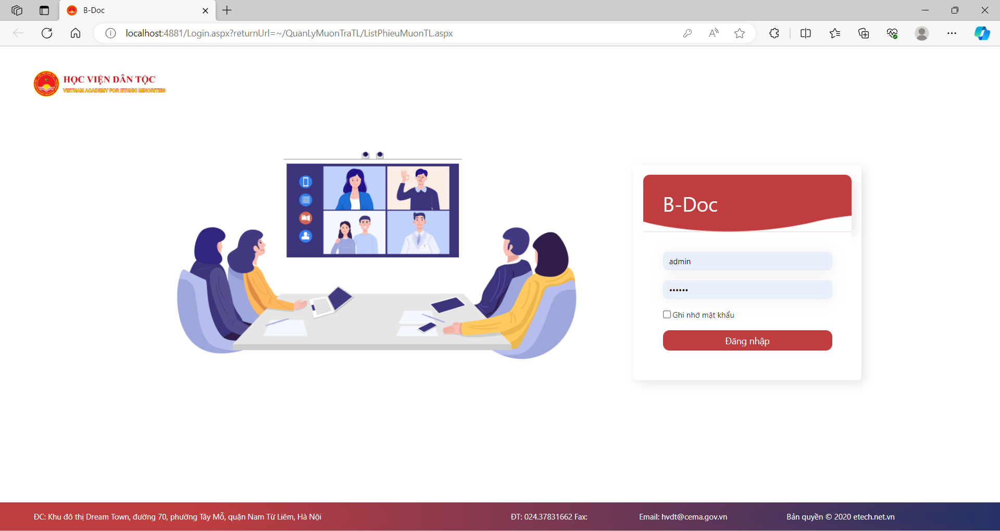 B-Doc
localhost:4881/Login.aspx?returnUrl=~/QuanLyMuonTraTL/ListPhieuMuonTL.aspx
HỌC VIỆN DÂN TỘC
VIETNAM ACADEMY FOR ETHNIC MINORITIES
B-Doc
admin
••••••
Ghi nhớ mật khẩu
Đăng nhập
ĐC: Khu đô thị Dream Town, đường 70, phường Tây Mỗ, quận Nam Từ Liêm, Hà Nội
ĐT: 024.37831662 Fax:
Email: hvdt@cema.gov.vn
Bản quyền © 2020 etech.net.vn